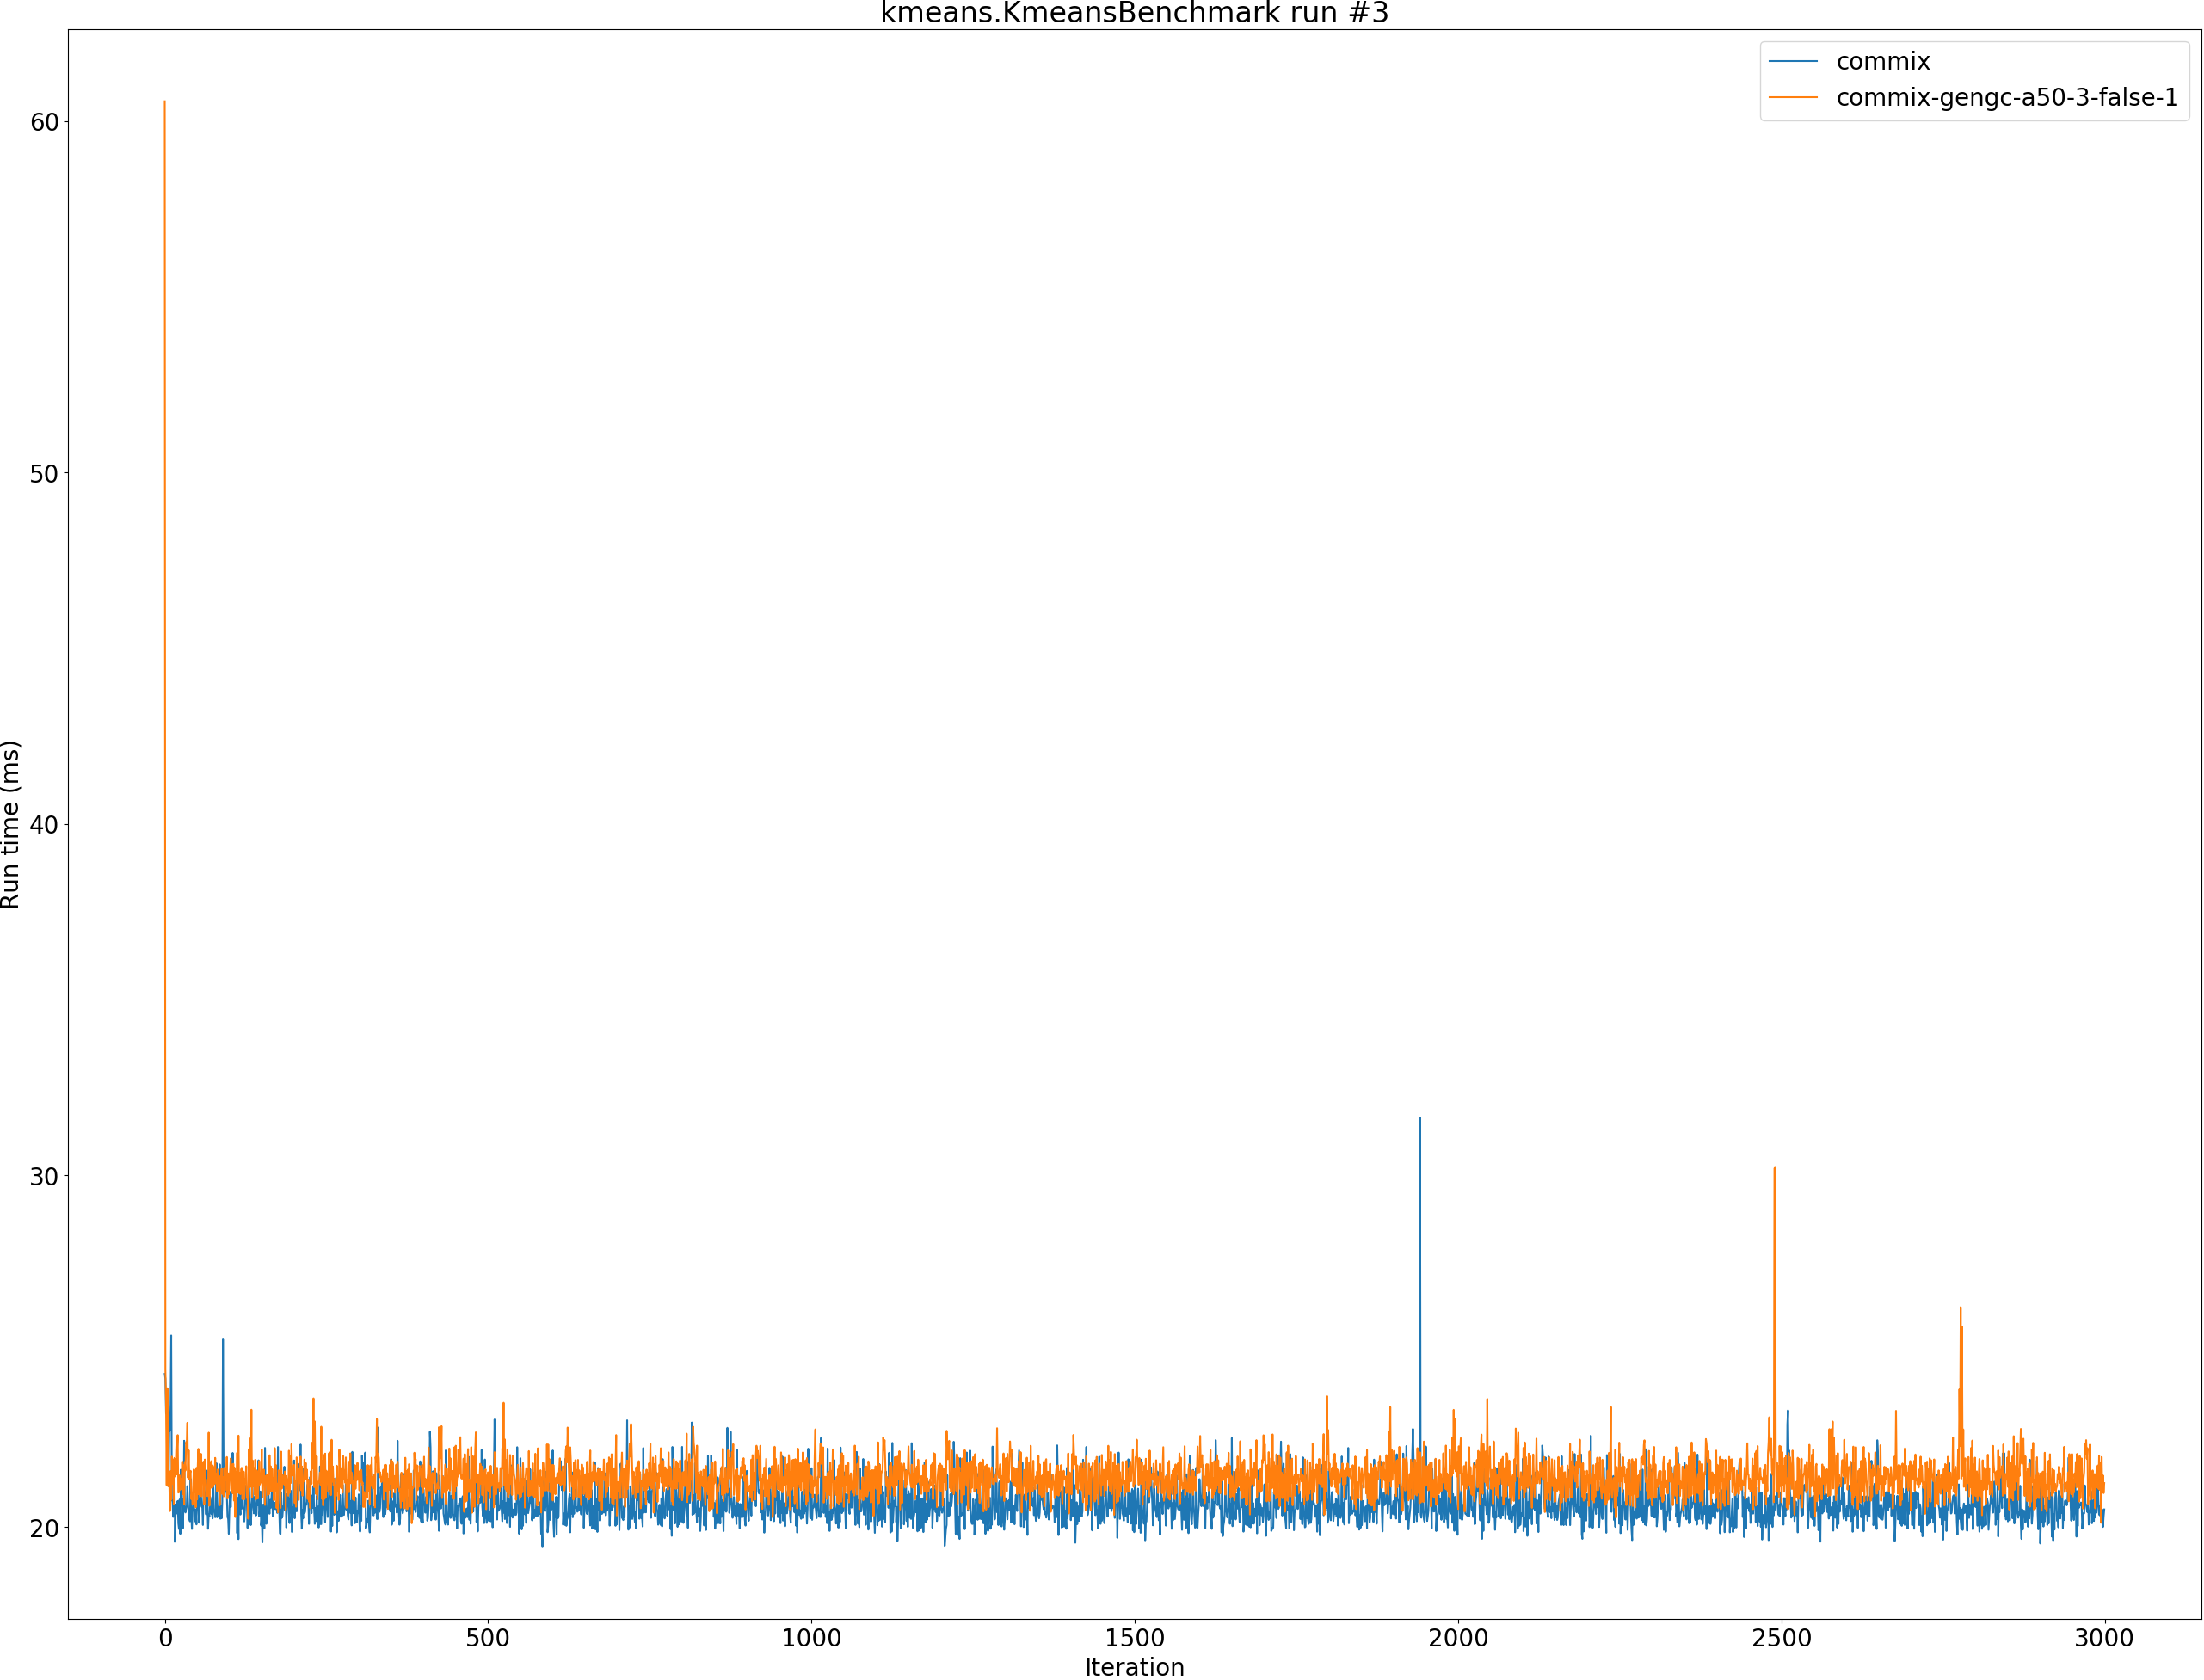 kmeans.KmeansBenchmark run #3
commix
commix-gengc-a50-3-false-1
60
50
40
30
20
Run time (ms)
0 500 1000 1500 2000 2500 3000
Iteration